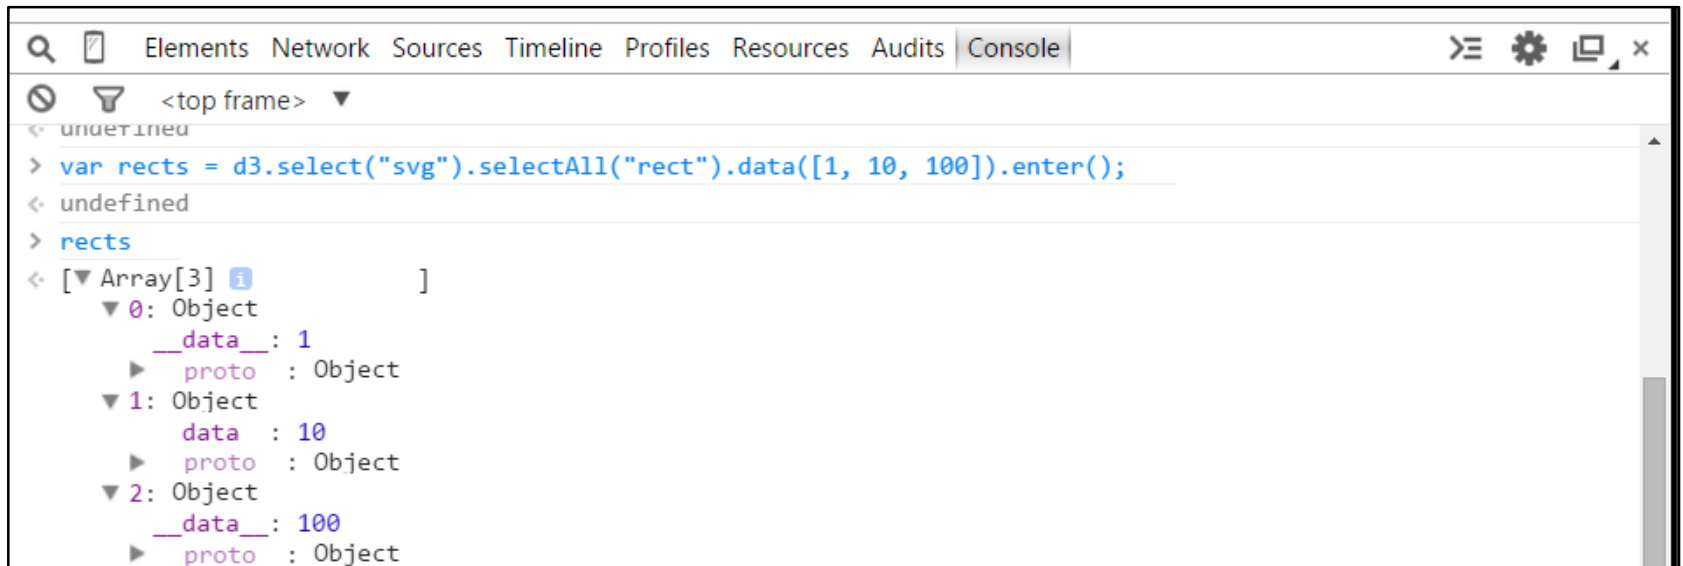 Elements Network Sources Timeline Profiles Resources Audits Console
<top frame> ▼
undefined
> var rects = d3.select("svg").selectAll("rect").data([1, 10, 100]).enter();
undefined
> rects
[▼ Array[3] i ]
▼ 0: Object
__data__: 1
▶ proto : Object
▼ 1: Object
data : 10
▶ proto : Object
▼ 2: Object
__data__: 100
▶ proto : Object